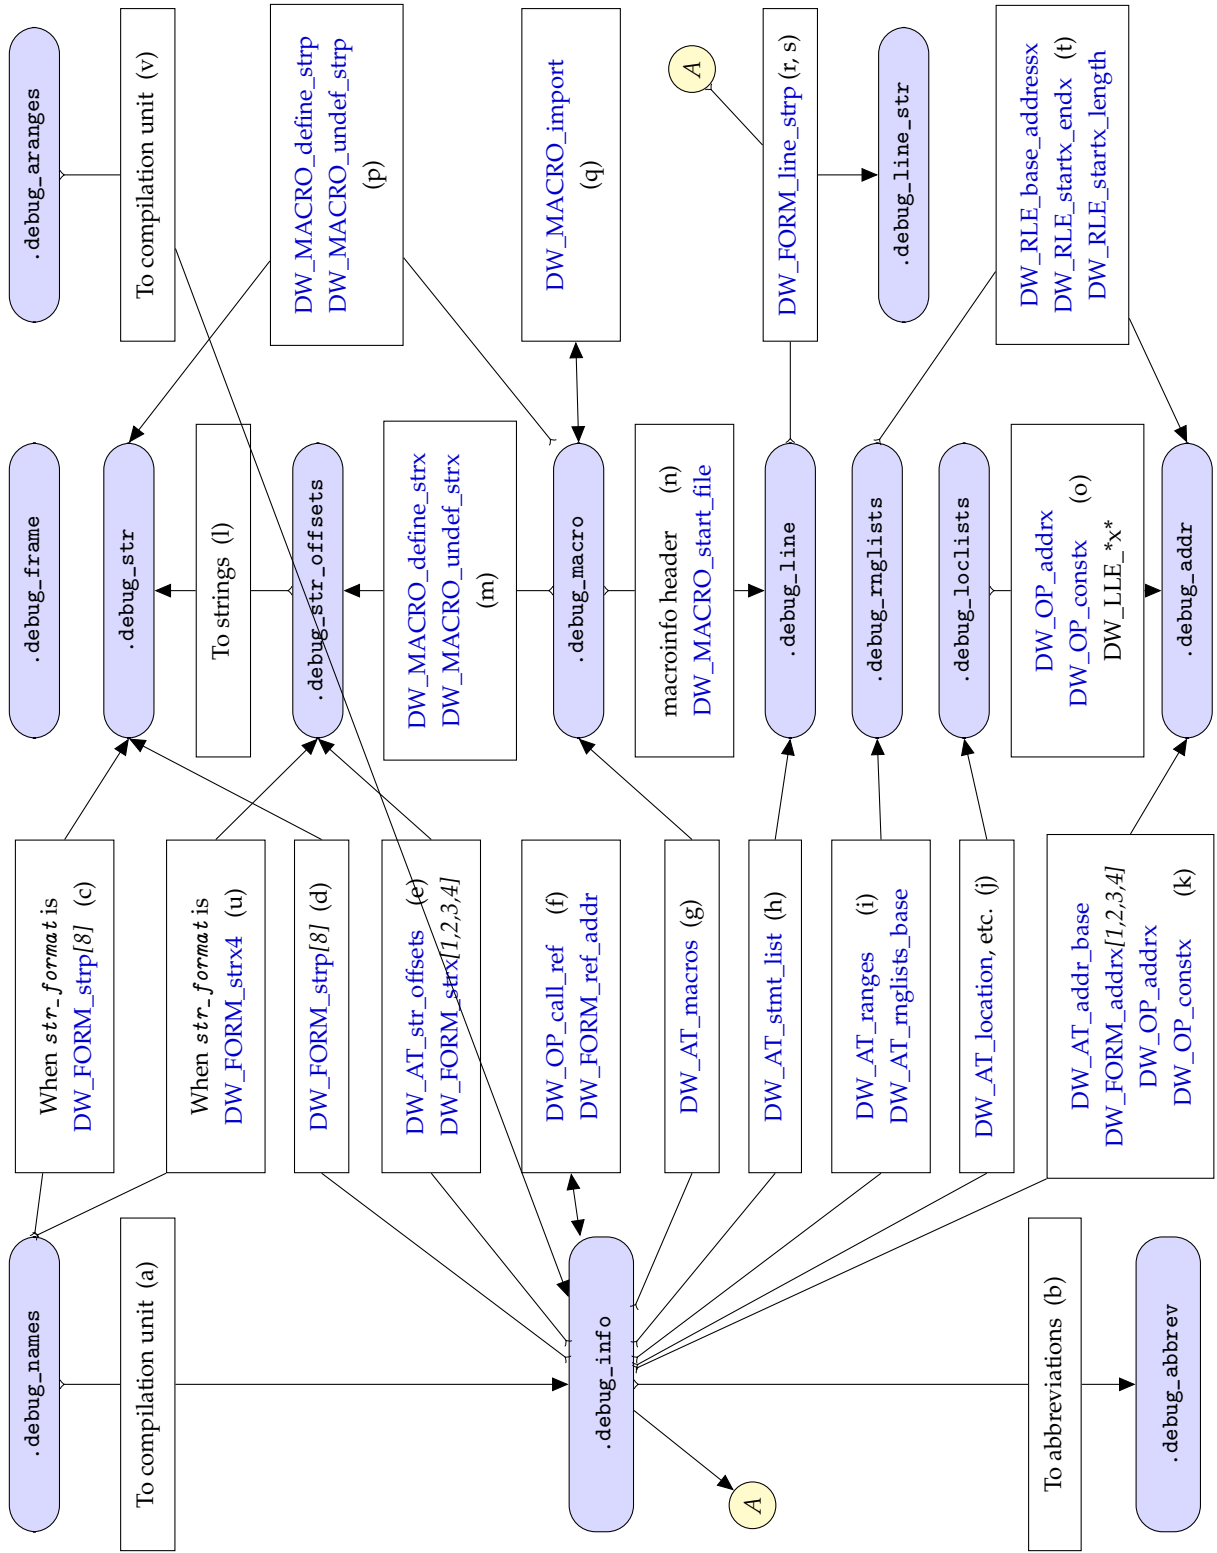 .debug_names
To compilation unit (a)
.debug_info
A
To abbreviations (b)
.debug_abbrev
When str_format is
DW_FORM_strp[8] (c)
When str_format is
DW_FORM_strx4 (u)
DW_FORM_strp[8] (d)
DW_AT_str_offsets (e)
DW_FORM_strx[1,2,3,4]
DW_OP_call_ref (f)
DW_FORM_ref_addr
DW_AT_macros (g)
DW_AT_stmt_list (h)
DW_AT_ranges (i)
DW_AT_rnglists_base
DW_AT_location, etc. (j)
DW_AT_addr_base
DW_FORM_addrx[1,2,3,4]
DW_OP_addrx
DW_OP_constx (k)
.debug_frame
.debug_str
To strings (l)
.debug_str_offsets
DW_MACRO_define_strx
DW_MACRO_undef_strx
(m)
.debug_macro
macroinfo header (n)
DW_MACRO_start_file
.debug_line
.debug_rnglists
.debug_loclists
DW_OP_addrx
DW_OP_constx (o)
DW_LLE_*x*
.debug_addr
.debug_aranges
To compilation unit (v)
DW_MACRO_define_strp
DW_MACRO_undef_strp
(p)
DW_MACRO_import
(q)
A
DW_FORM_line_strp (r, s)
.debug_line_str
DW_RLE_base_addressx
DW_RLE_startx_endx (t)
DW_RLE_startx_length